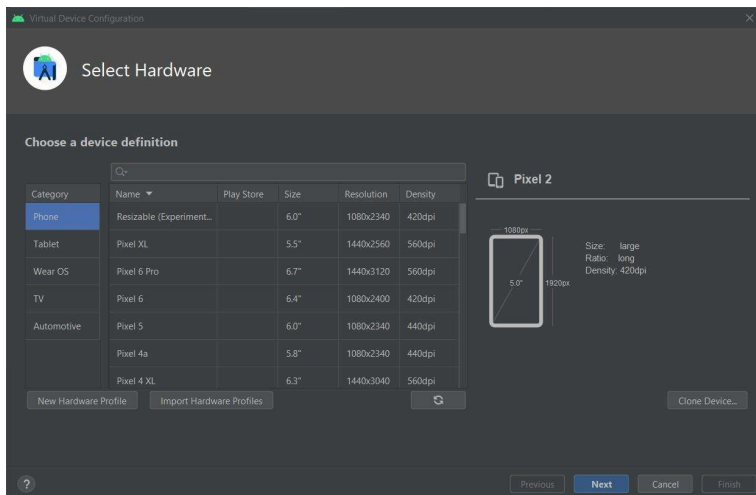 Virtual Device Configuration
Select Hardware
Choose a device definition
Category
Phone
Tablet
Wear OS
TV
Automotive
Name Play Store Size Resolution Density
Resizable (Experiment... 6.0" 1080x2340 420dpi
Pixel XL 5.5" 1440x2560 560dpi
Pixel 6 Pro 6.7" 1440x3120 560dpi
Pixel 6 6.4" 1080x2400 420dpi
Pixel 5 6.0" 1080x2340 440dpi
Pixel 4a 5.8" 1080x2340 440dpi
Pixel 4 XL 6.3" 1440x3040 560dpi
Pixel 2
1080px
5.0"
1920px
Size: large
Ratio: long
Density: 420dpi
New Hardware Profile Import Hardware Profiles
Clone Device...
? Previous Next Cancel Finish